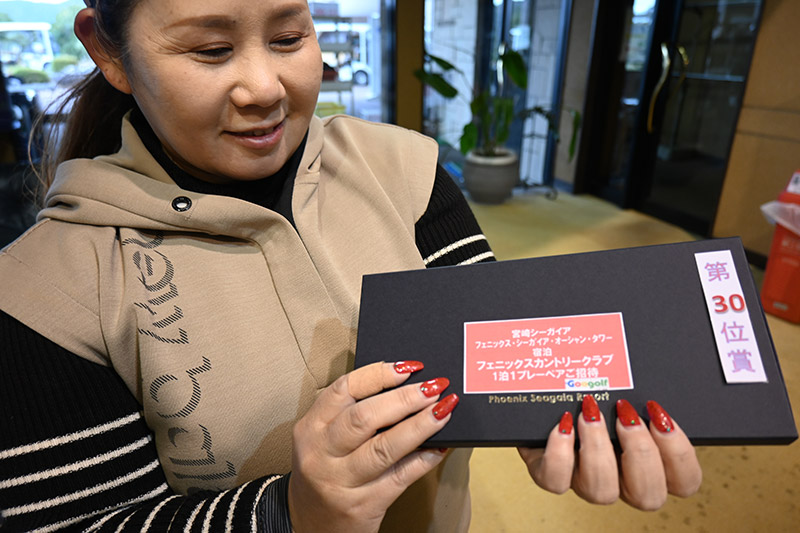 宮崎シーガイア
フェニックス・シーガイア・オーシャン・タワー
宿泊
フェニックスカントリークラブ
1泊1プレーペアご招待
Googolf
Phoenix Seagaia Resort
第
30
位
賞
new